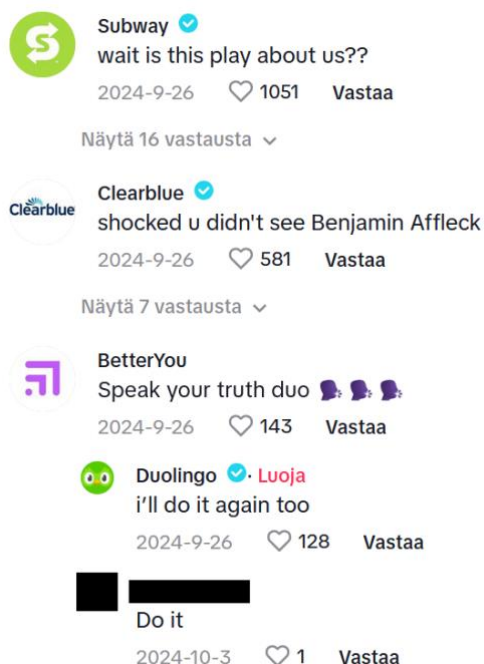 Subway
wait is this play about us??
2024-9-26 1051 Vastaa
Näytä 16 vastausta
Clearblue
Clearblue
shocked u didn't see Benjamin Affleck
2024-9-26 581 Vastaa
Näytä 7 vastausta
BetterYou
Speak your truth duo 🗣🗣🗣
2024-9-26 143 Vastaa
Duolingo · Luoja
i'll do it again too
2024-9-26 128 Vastaa
Do it
2024-10-3 1 Vastaa